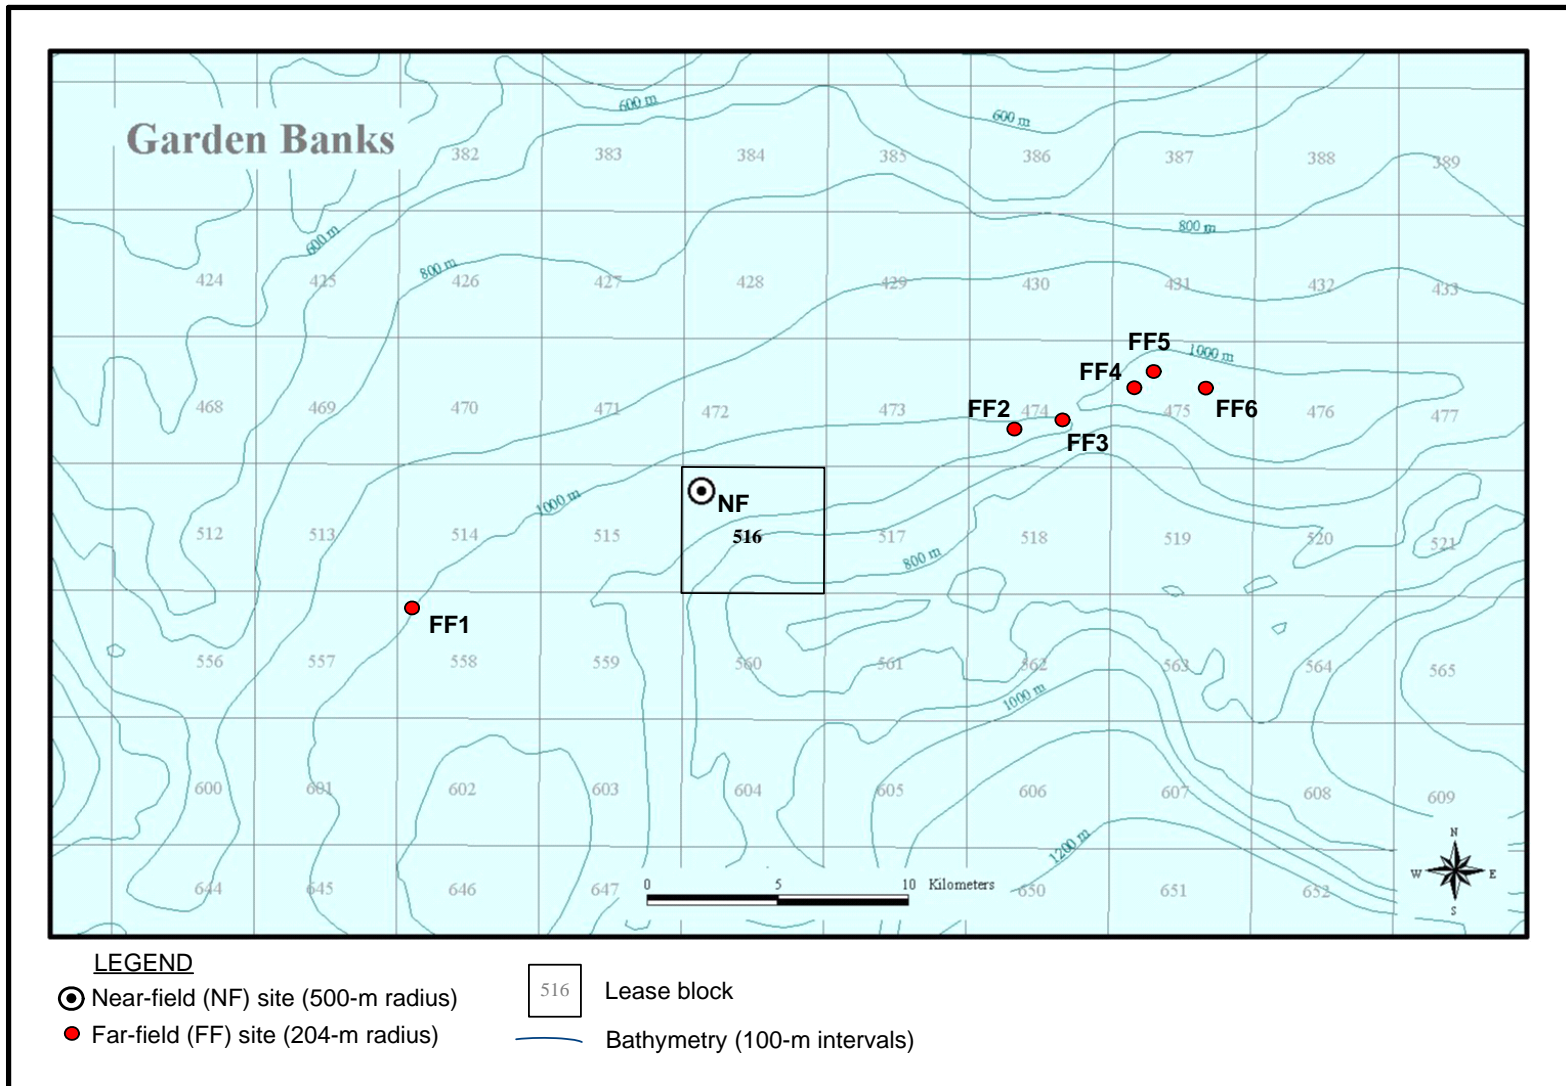 600 m
600 m
Garden Banks
382 383 384 385 386 387 388 389
600 m
800 m
800 m
424 425 426 427 428 429 430 431 432 433
FF5
1000 m
FF4
FF2
FF6
468 469 470 471 472 473 474 475 476 477
FF3
1000 m
NF
512 513 514 515 516 517 518 519 520 521
800 m
FF1
556 557 558 559 560 561 562 563 564 565
1000 m
600 601 602 603 604 605 606 607 608 609
1200 m
N
W E
S
644 645 646 647 650 651 652
0 5 10 Kilometers
LEGEND
Near-field (NF) site (500-m radius)
Far-field (FF) site (204-m radius)
516 Lease block
Bathymetry (100-m intervals)